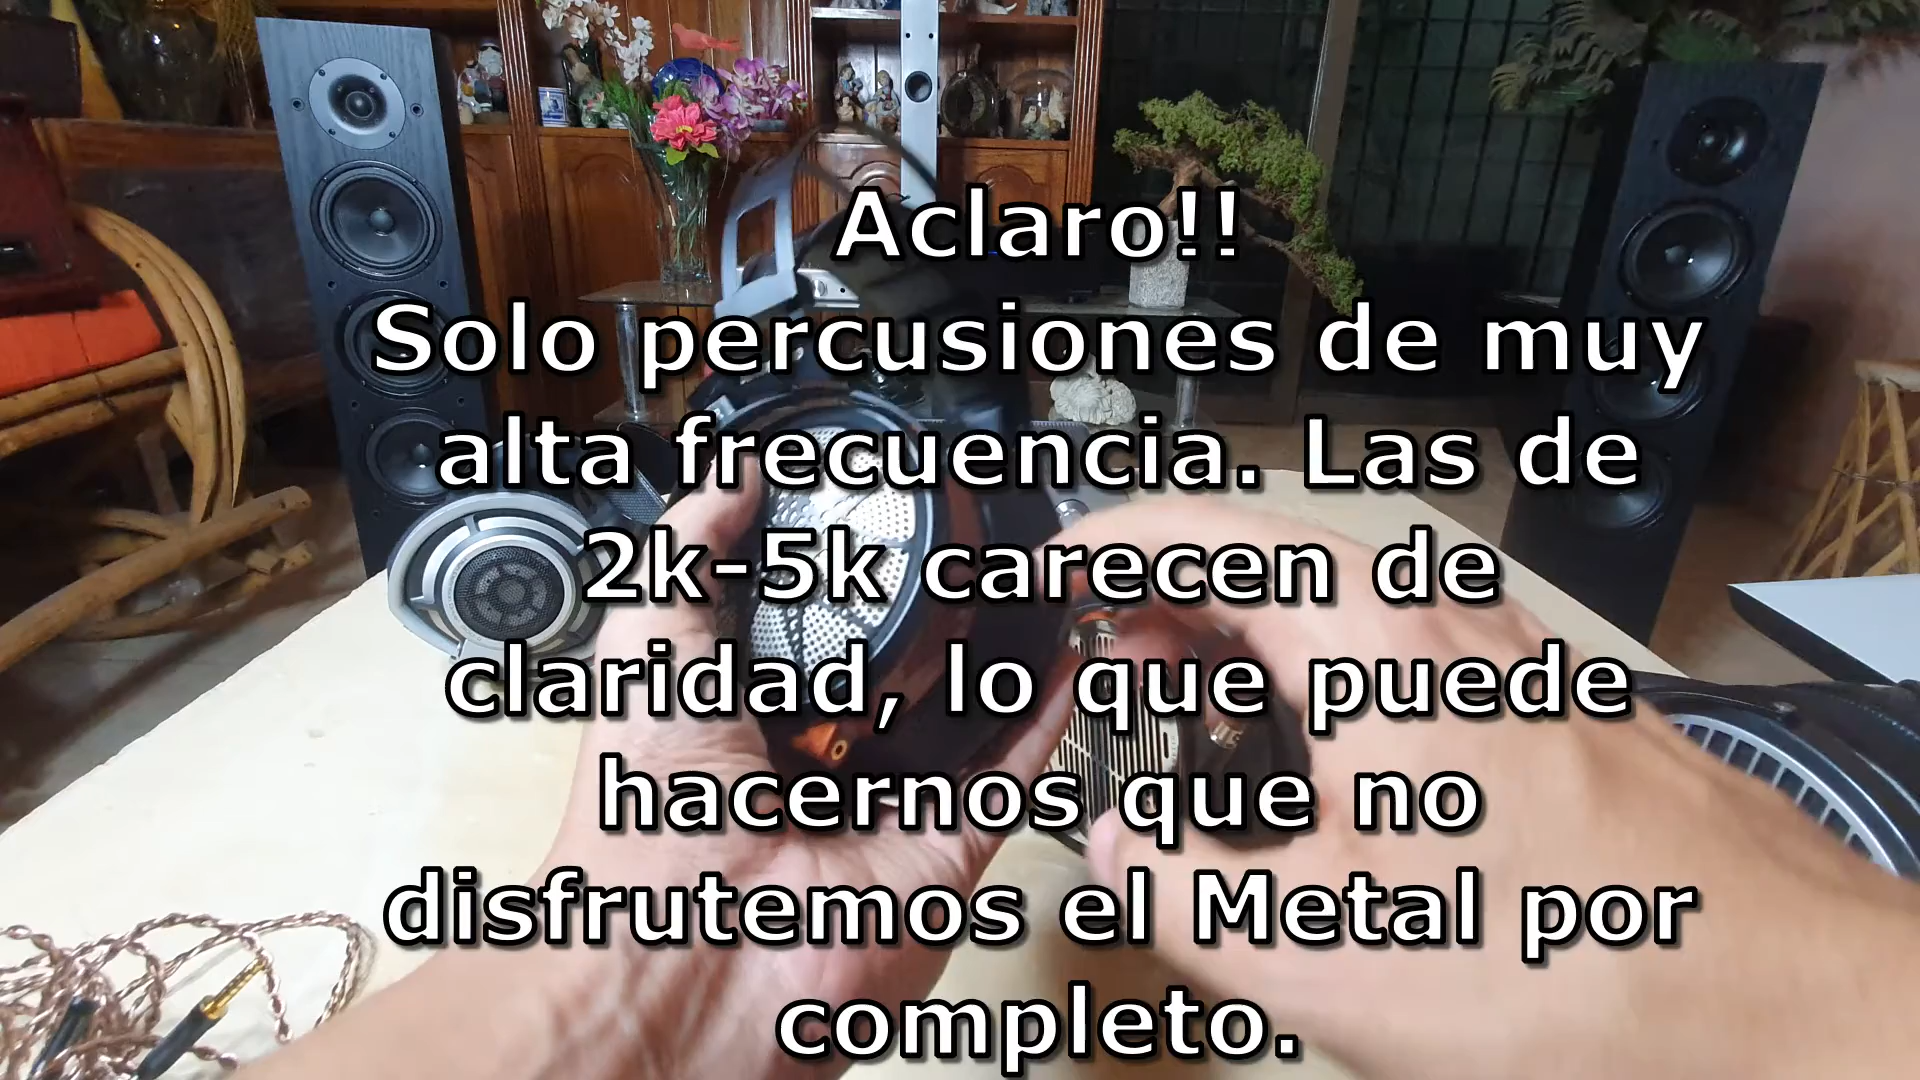 Aclaro!!
Solo percusiones de muy
alta frecuencia. Las de
2k-5k carecen de
claridad, lo que puede
hacernos que no
disfrutemos el Metal por
completo.